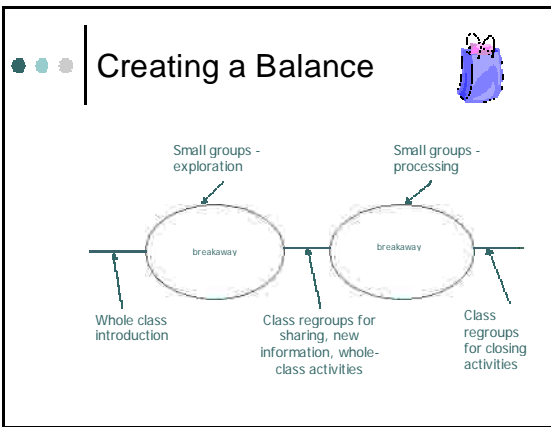 Creating a Balance
Small groups -
exploration
Small groups -
processing
breakaway
breakaway
Whole class
introduction
Class regroups for
sharing, new
information, whole-
class activities
Class
regroups
for closing
activities